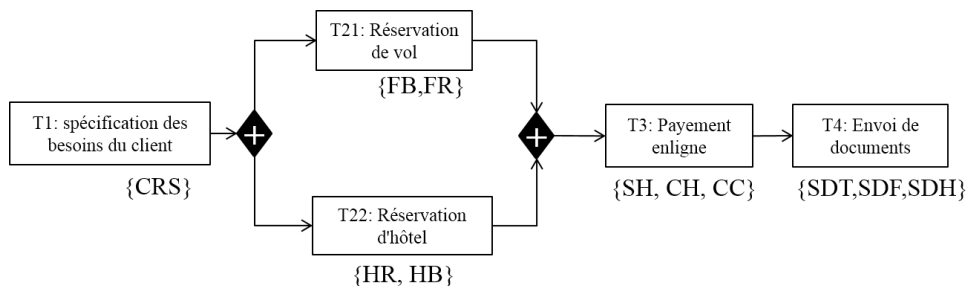 T21: Réservation
de vol
{FB,FR}
T1: spécification des
besoins du client
{CRS}
T3: Payement
enligne
{SH, CH, CC}
T4: Envoi de
documents
{SDT,SDF,SDH}
T22: Réservation
d'hôtel
{HR, HB}